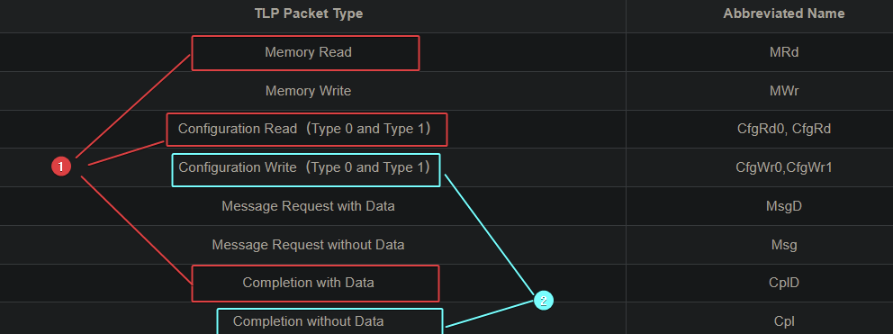 TLP Packet Type Abbreviated Name
Memory Read MRd
Memory Write MWr
Configuration Read（Type 0 and Type 1） CfgRd0, CfgRd
Configuration Write（Type 0 and Type 1） CfgWr0,CfgWr1
1
Message Request with Data MsgD
Message Request without Data Msg
Completion with Data CplD
2
Completion without Data Cpl